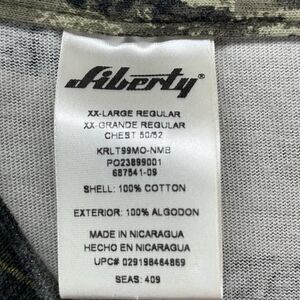 Liberty®
XX-LARGE REGULAR
XX-GRANDE REGULAR
CHEST 50/52
KRLT99MO-NMB
PO23899001
687541-09
SHELL: 100% COTTON
EXTERIOR: 100% ALGODON
MADE IN NICARAGUA
HECHO EN NICARAGUA
UPC# 029198464869
SEAS: 409